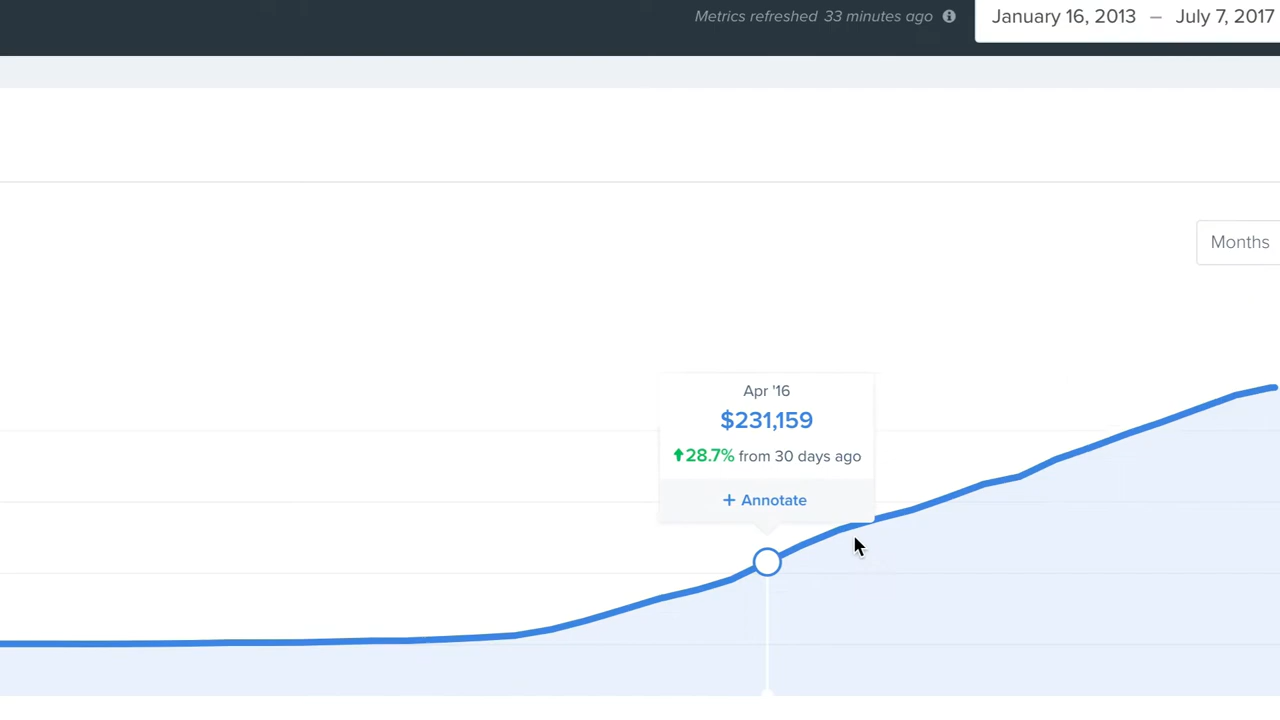 Metrics refreshed 33 minutes ago
January 16, 2013 – July 7, 2017
Months
Apr '16
$231,159
28.7% from 30 days ago
+ Annotate